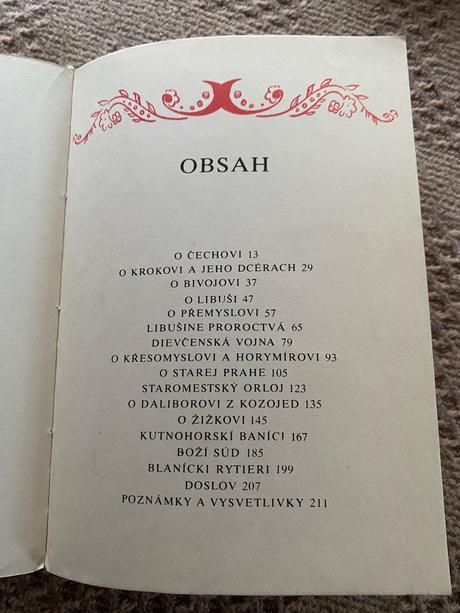 OBSAH
O ČECHOVI 13
O KROKOVI A JEHO DCÉRACH 29
O BIVOJOVI 37
O LIBUŠI 47
O PŘEMYSLOVI 57
LIBUŠINE PROROCTVÁ 65
DIEVČENSKÁ VOJNA 79
O KŘESOMYSLOVI A HORYMÍROVI 93
O STAREJ PRAHE 105
STAROMESTSKÝ ORLOJ 123
O DALIBOROVI Z KOZOJED 135
O ŽIŽKOVI 145
KUTNOHORSKÍ BANÍCI 167
BOŽÍ SÚD 185
BLANÍCKI RYTIERI 199
DOSLOV 207
POZNÁMKY A VYSVETLIVKY 211